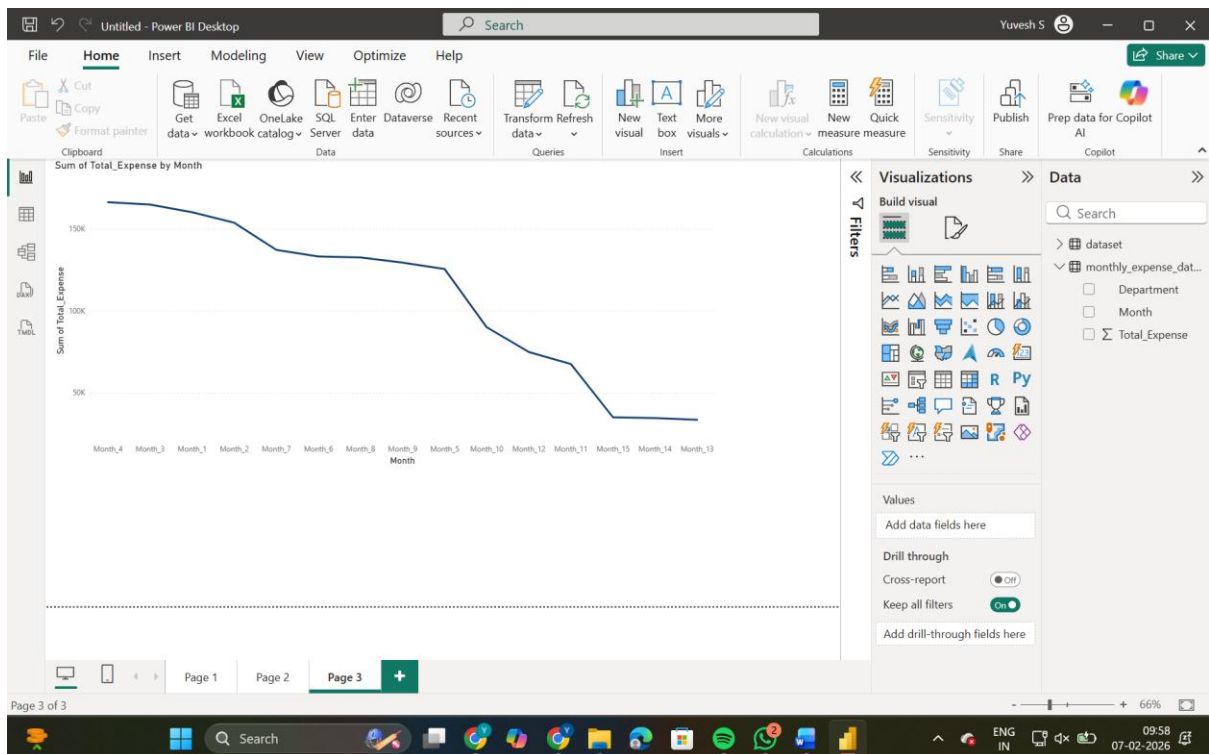 Untitled - Power BI Desktop
Search
Yuvesh S
File Home Insert Modeling View Optimize Help
Share
Paste
Cut
Copy
Format painter
Clipboard
Get data
Excel workbook
OneLake catalog
SQL Server
Enter data
Dataverse
Recent sources
Data
Transform data
Refresh
Queries
New visual
Text box
More visuals
Insert
New visual calculation
New measure
Quick measure
Calculations
Sensitivity
Sensitivity
Publish
Share
Prep data for AI
Copilot
Copilot
Sum of Total_Expense by Month
150K
100K
50K
Sum of Total_Expense
Month_4 Month_3 Month_1 Month_2 Month_7 Month_6 Month_8 Month_9 Month_5 Month_10 Month_12 Month_11 Month_15 Month_14 Month_13
Month
Filters
Visualizations
Build visual
R Py
123
Values
Add data fields here
Drill through
Cross-report
Off
Keep all filters
On
Add drill-through fields here
Data
Search
dataset
monthly_expense_dat...
Department
Month
Σ Total_Expense
Page 1 Page 2 Page 3 +
Page 3 of 3
- + 66%
Search
2
ENG
IN
09:58
07-02-2026